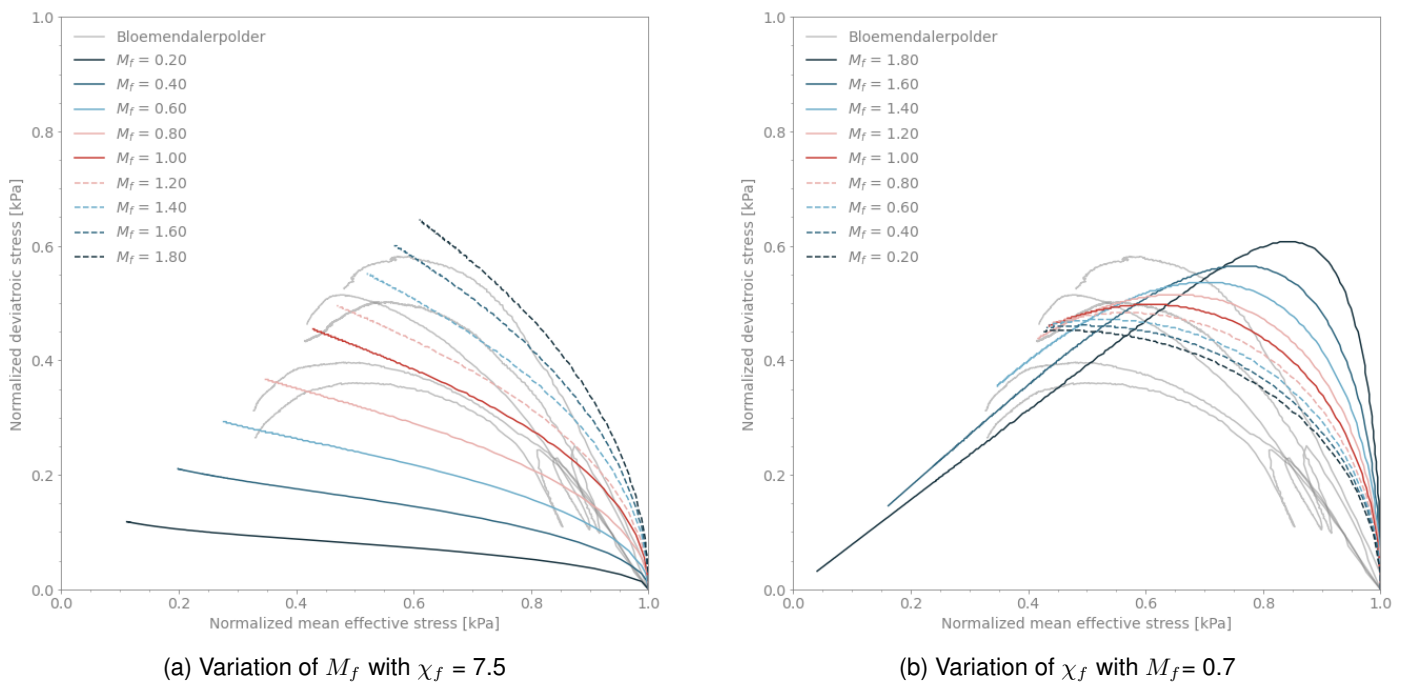 1.0
0.8
0.6
0.4
0.2
0.0
Normalized deviatroic stress [kPa]
Bloemendalerpolder
M_f = 0.20
M_f = 0.40
M_f = 0.60
M_f = 0.80
M_f = 1.00
M_f = 1.20
M_f = 1.40
M_f = 1.60
M_f = 1.80
0.0 0.2 0.4 0.6 0.8 1.0
Normalized mean effective stress [kPa]
(a) Variation of M_f with χ_f = 7.5
1.0
0.8
0.6
0.4
0.2
0.0
Normalized deviatroic stress [kPa]
Bloemendalerpolder
M_f = 1.80
M_f = 1.60
M_f = 1.40
M_f = 1.20
M_f = 1.00
M_f = 0.80
M_f = 0.60
M_f = 0.40
M_f = 0.20
0.0 0.2 0.4 0.6 0.8 1.0
Normalized mean effective stress [kPa]
(b) Variation of χ_f with M_f= 0.7